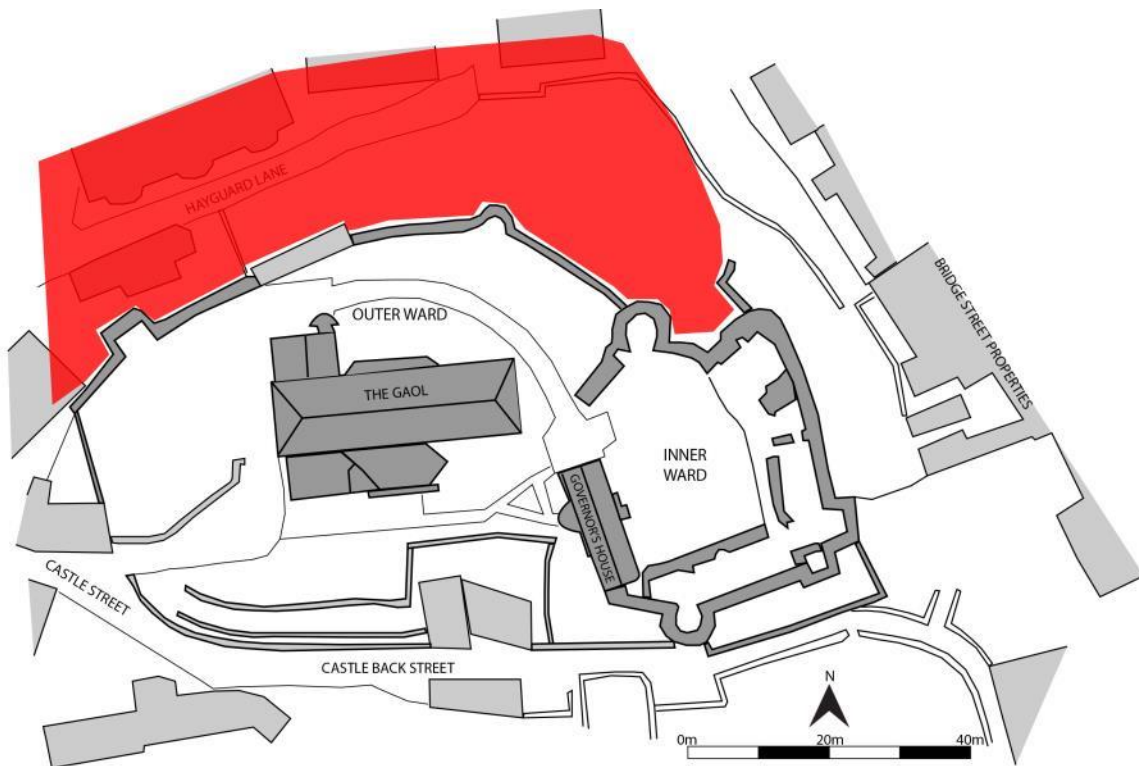 HAYGUARD LANE
OUTER WARD
THE GAOL
INNER
WARD
GOVERNOR'S HOUSE
BRIDGE STREET PROPERTIES
CASTLE STREET
CASTLE BACK STREET
N
0m 20m 40m